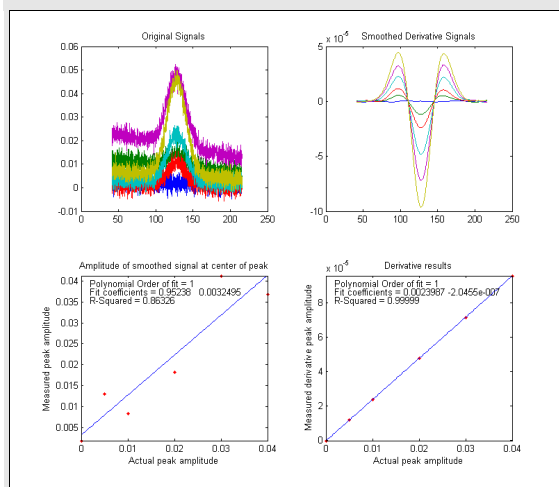 Original Signals
0.06
0.05
0.04
0.03
0.02
0.01
0
-0.01
0 50 100 150 200 250
Smoothed Derivative Signals
x 10^-5
5
0
-5
-10
0 50 100 150 200 250
Amplitude of smoothed signal at center of peak
Polynomial Order of fit = 1
Fit coefficients = 0.95238 0.0032495
R-Squared = 0.86326
Measured peak amplitude
0.04
0.035
0.03
0.025
0.02
0.015
0.01
0.005
0 0.01 0.02 0.03 0.04
Actual peak amplitude
Derivative results
x 10^-5
Polynomial Order of fit = 1
Fit coefficients = 0.0023987 -2.0455e-007
R-Squared = 0.99999
Measured derivative peak amplitude
8
6
4
2
0
0 0.01 0.02 0.03 0.04
Actual peak amplitude